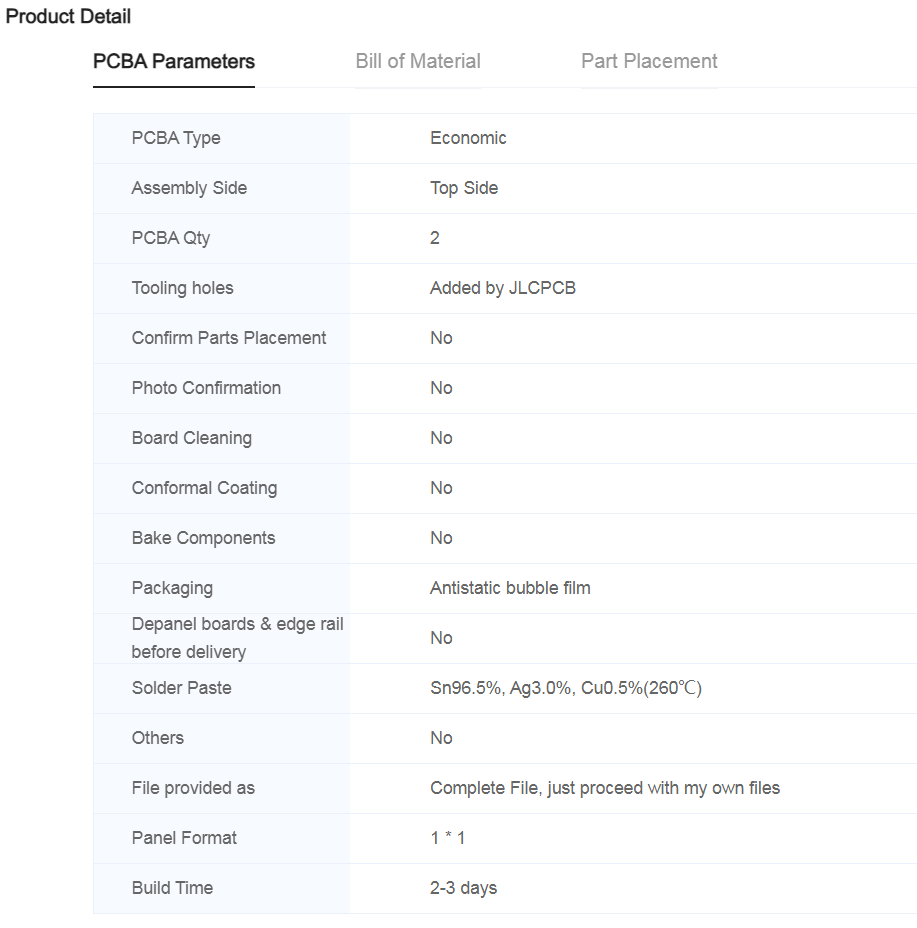 Product Detail
PCBA Parameters Bill of Material Part Placement
PCBA Type Economic
Assembly Side Top Side
PCBA Qty 2
Tooling holes Added by JLCPCB
Confirm Parts Placement No
Photo Confirmation No
Board Cleaning No
Conformal Coating No
Bake Components No
Packaging Antistatic bubble film
Depanel boards & edge rail
before delivery No
Solder Paste Sn96.5%, Ag3.0%, Cu0.5%(260℃)
Others No
File provided as Complete File, just proceed with my own files
Panel Format 1 * 1
Build Time 2-3 days